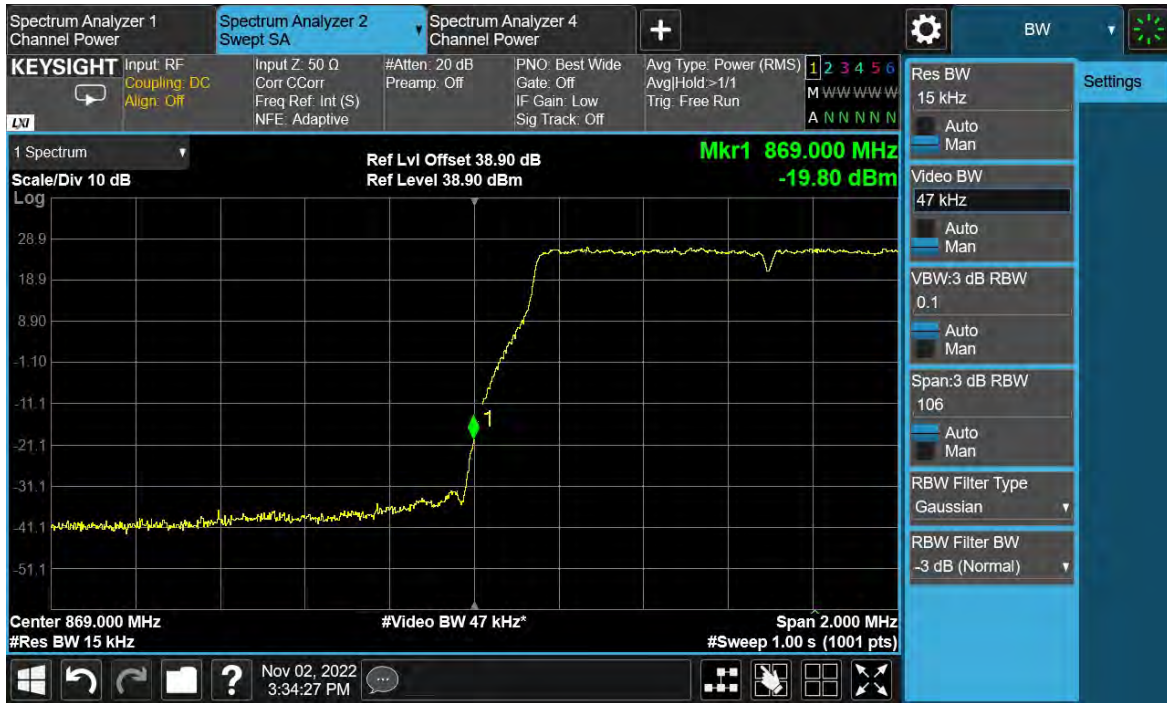 Spectrum Analyzer 1
Channel Power
Spectrum Analyzer 2
Swept SA
Spectrum Analyzer 4
Channel Power
BW
KEYSIGHT
LXI
Input: RF
Coupling: DC
Align: Off
Input Z: 50 Ω
Corr CCorr
Freq Ref: Int (S)
NFE: Adaptive
#Atten: 20 dB
Preamp: Off
PNO: Best Wide
Gate: Off
IF Gain: Low
Sig Track: Off
Avg Type: Power (RMS)
Avg|Hold:>1/1
Trig: Free Run
1 2 3 4 5 6
M W W W W W
A N N N N N
1 Spectrum
Scale/Div 10 dB
Ref Lvl Offset 38.90 dB
Ref Level 38.90 dBm
Mkr1 869.000 MHz
-19.80 dBm
Log
28.9
18.9
8.90
-1.10
-11.1
-21.1
-31.1
-41.1
-51.1
1
Center 869.000 MHz
#Res BW 15 kHz
#Video BW 47 kHz*
Span 2.000 MHz
#Sweep 1.00 s (1001 pts)
Res BW
15 kHz
Auto
Man
Video BW
47 kHz
Auto
Man
VBW:3 dB RBW
0.1
Auto
Man
Span:3 dB RBW
106
Auto
Man
RBW Filter Type
Gaussian
RBW Filter BW
-3 dB (Normal)
Settings
?
Nov 02, 2022
3:34:27 PM